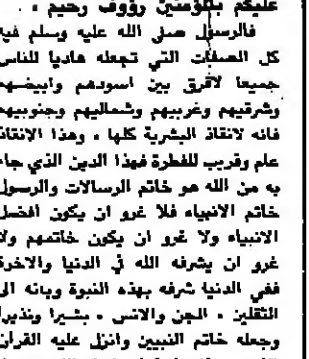 عليكم بالمؤمنين رؤوف رحيم . .
فالرسول صلى الله عليه وسلم فيه
كل الصفات التي تجعله هاديا للناس
جميعا لافرق بين اسودهم وابيضهم
وشرقيهم وغربيهم وشماليهم وجنوبيهم
فانه لانقاذ البشرية كلها . وهذا الانقاذ
علم وقريب للفطرة فهذا الدين الذي جاء
به من الله هو خاتم الرسالات والرسول
خاتم الانبياء فلا غرو ان يكون افضل
الانبياء ولا غرو ان يكون خاتمهم ولا
غرو ان يشرفه الله في الدنيا والاخرة
ففي الدنيا شرفه بهذه النبوة وبانه الى
الثقلين . الجن والانس . بشيرا ونذيرا
وجعله خاتم النبيين وانزل عليه القرآن